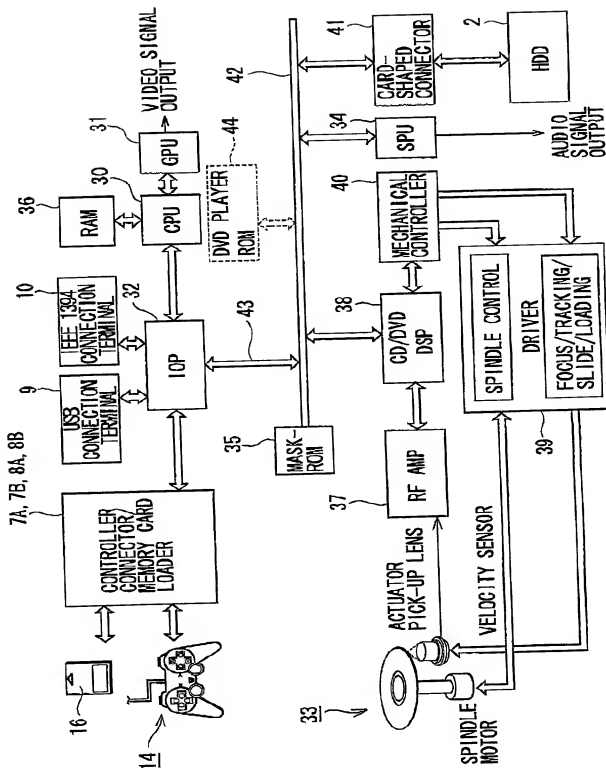 7A, 7B, 8A, 8B
CONTROLLER
CONNECTOR
MEMORY CARD
LOADER
16
14
9
USB
CONNECTION
TERMINAL
10
IEEE 1394
CONNECTION
TERMINAL
32
IOP
43
36
RAM
30
CPU
31
GPU
VIDEO SIGNAL
OUTPUT
44
DVD PLAYER
ROM
42
35
MASK-
ROM
41
CARD-
SHAPED
CONNECTOR
2
HDD
34
SPU
AUDIO
SIGNAL
OUTPUT
40
MECHANICAL
CONTROLLER
38
CD/DVD
DSP
37
RF AMP
ACTUATOR
PICK-UP LENS
VELOCITY SENSOR
33
SPINDLE
MOTOR
SPINDLE CONTROL
DRIVER
FOCUS/TRACKING/
SLIDE/LOADING
39